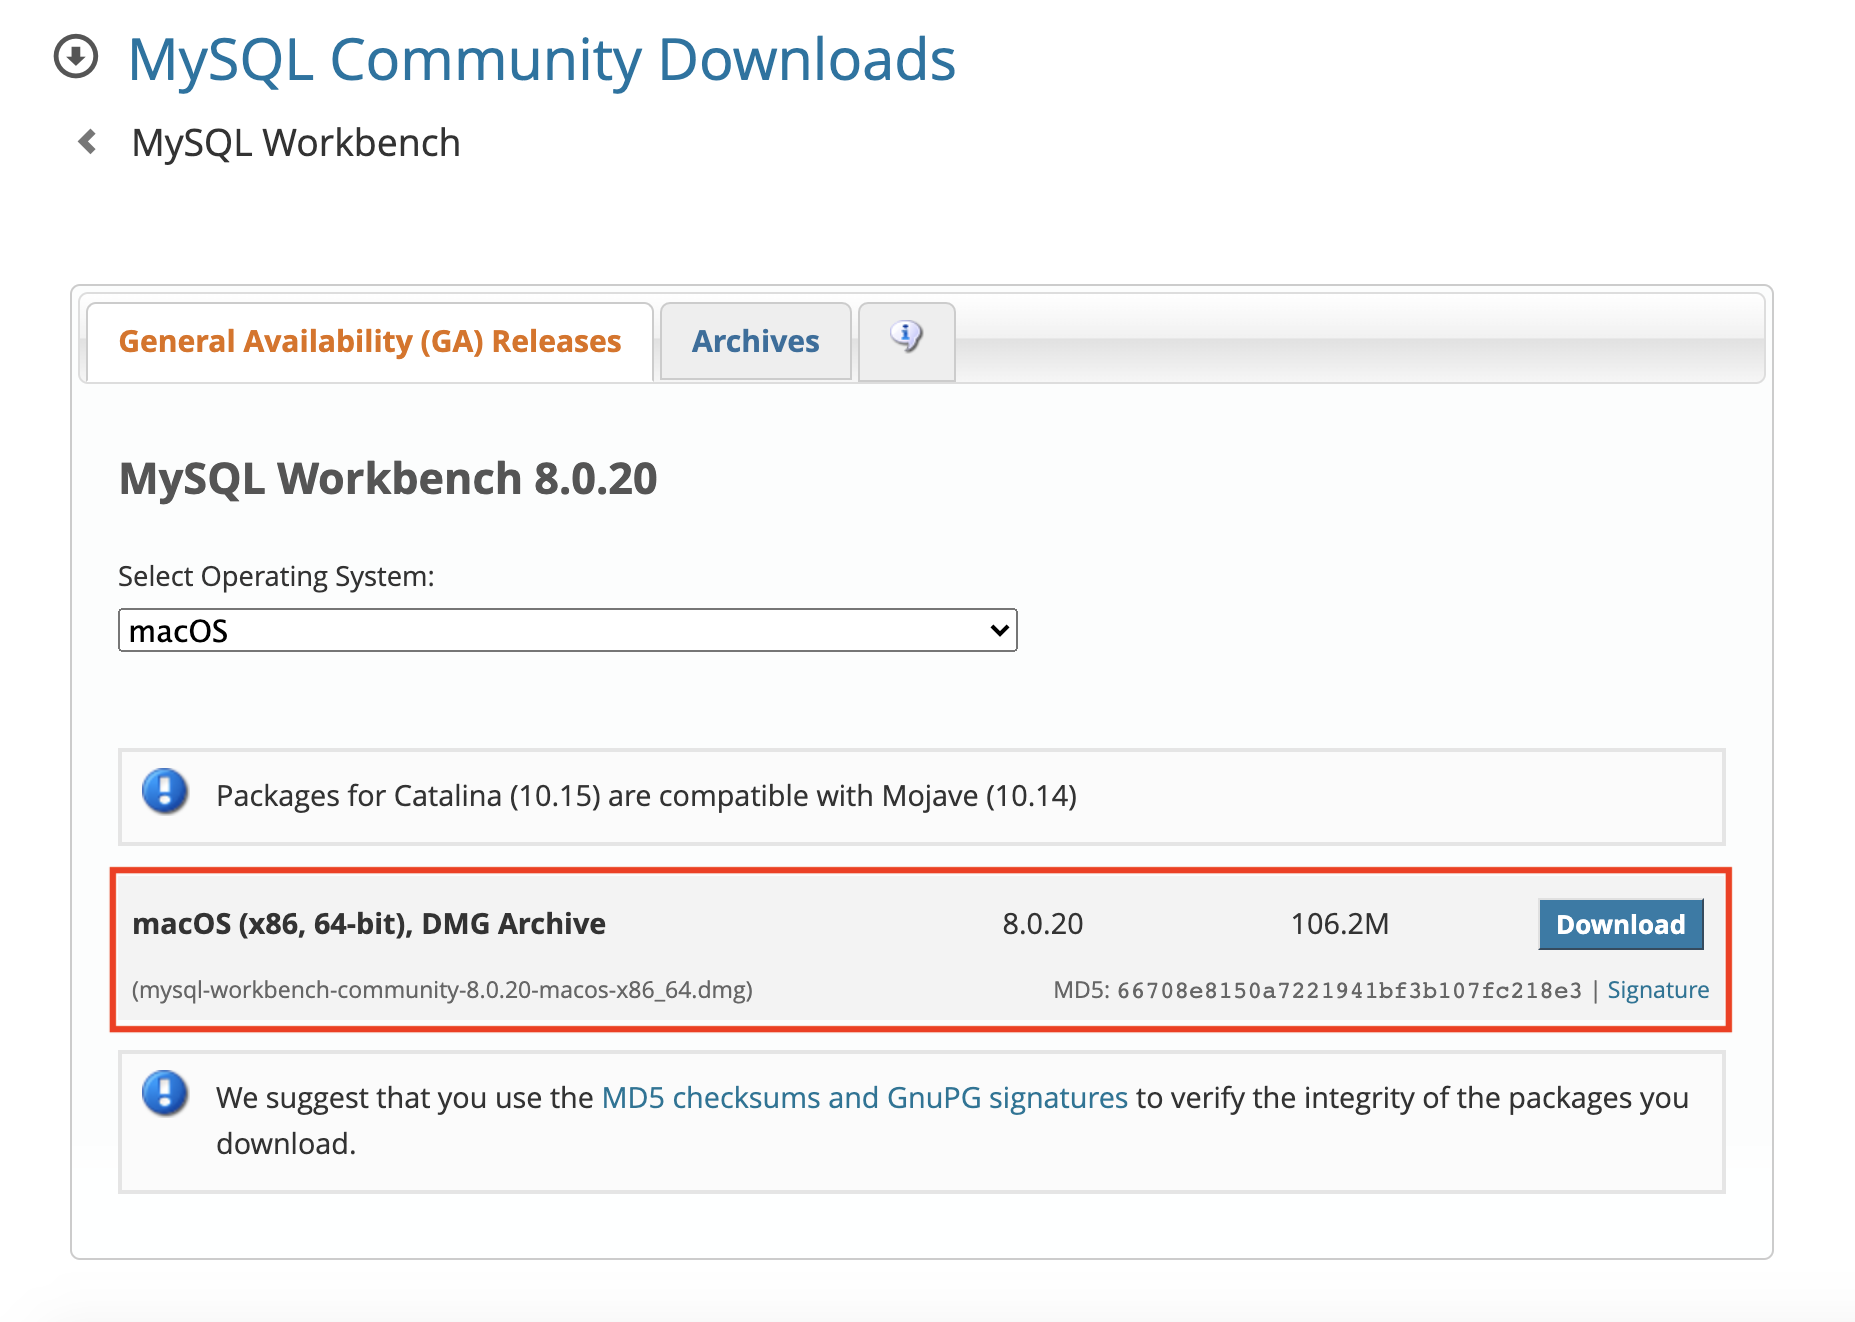 MySQL Community Downloads
MySQL Workbench
General Availability (GA) Releases
Archives
MySQL Workbench 8.0.20
Select Operating System:
macOS
Packages for Catalina (10.15) are compatible with Mojave (10.14)
macOS (x86, 64-bit), DMG Archive 8.0.20 106.2M Download
(mysql-workbench-community-8.0.20-macos-x86_64.dmg) MD5: 66708e8150a7221941bf3b107fc218e3 | Signature
We suggest that you use the MD5 checksums and GnuPG signatures to verify the integrity of the packages you
download.